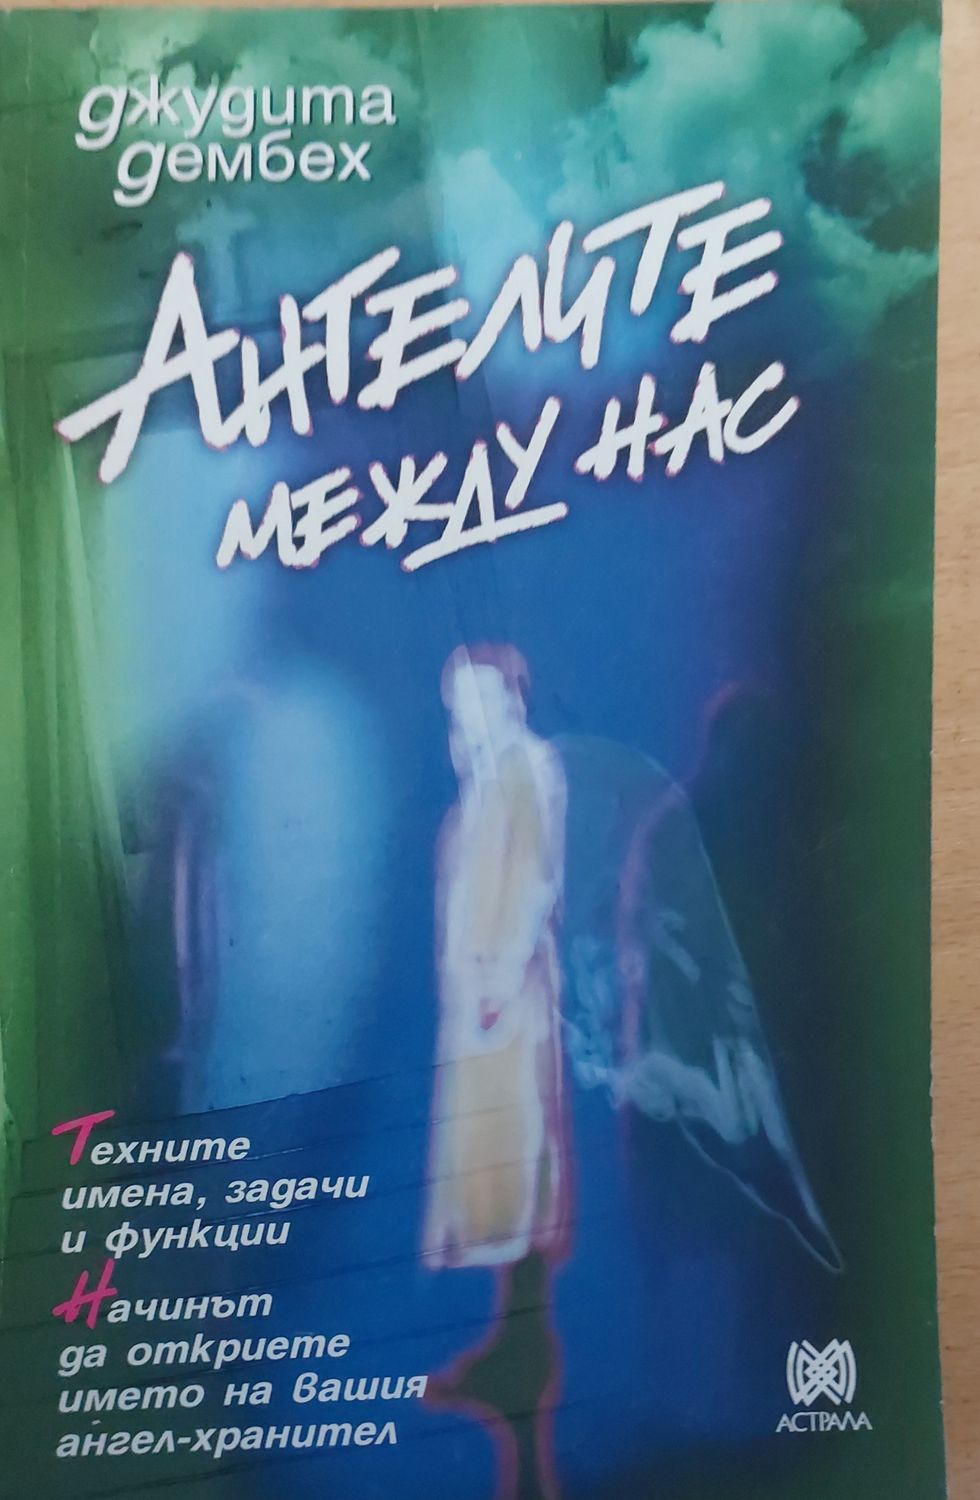 джудита
дембех
Ангелите
между нас
Техните
имена, задачи
и функции
Начинът
да откриете
името на вашия
ангел-хранител
АСТРАЛА